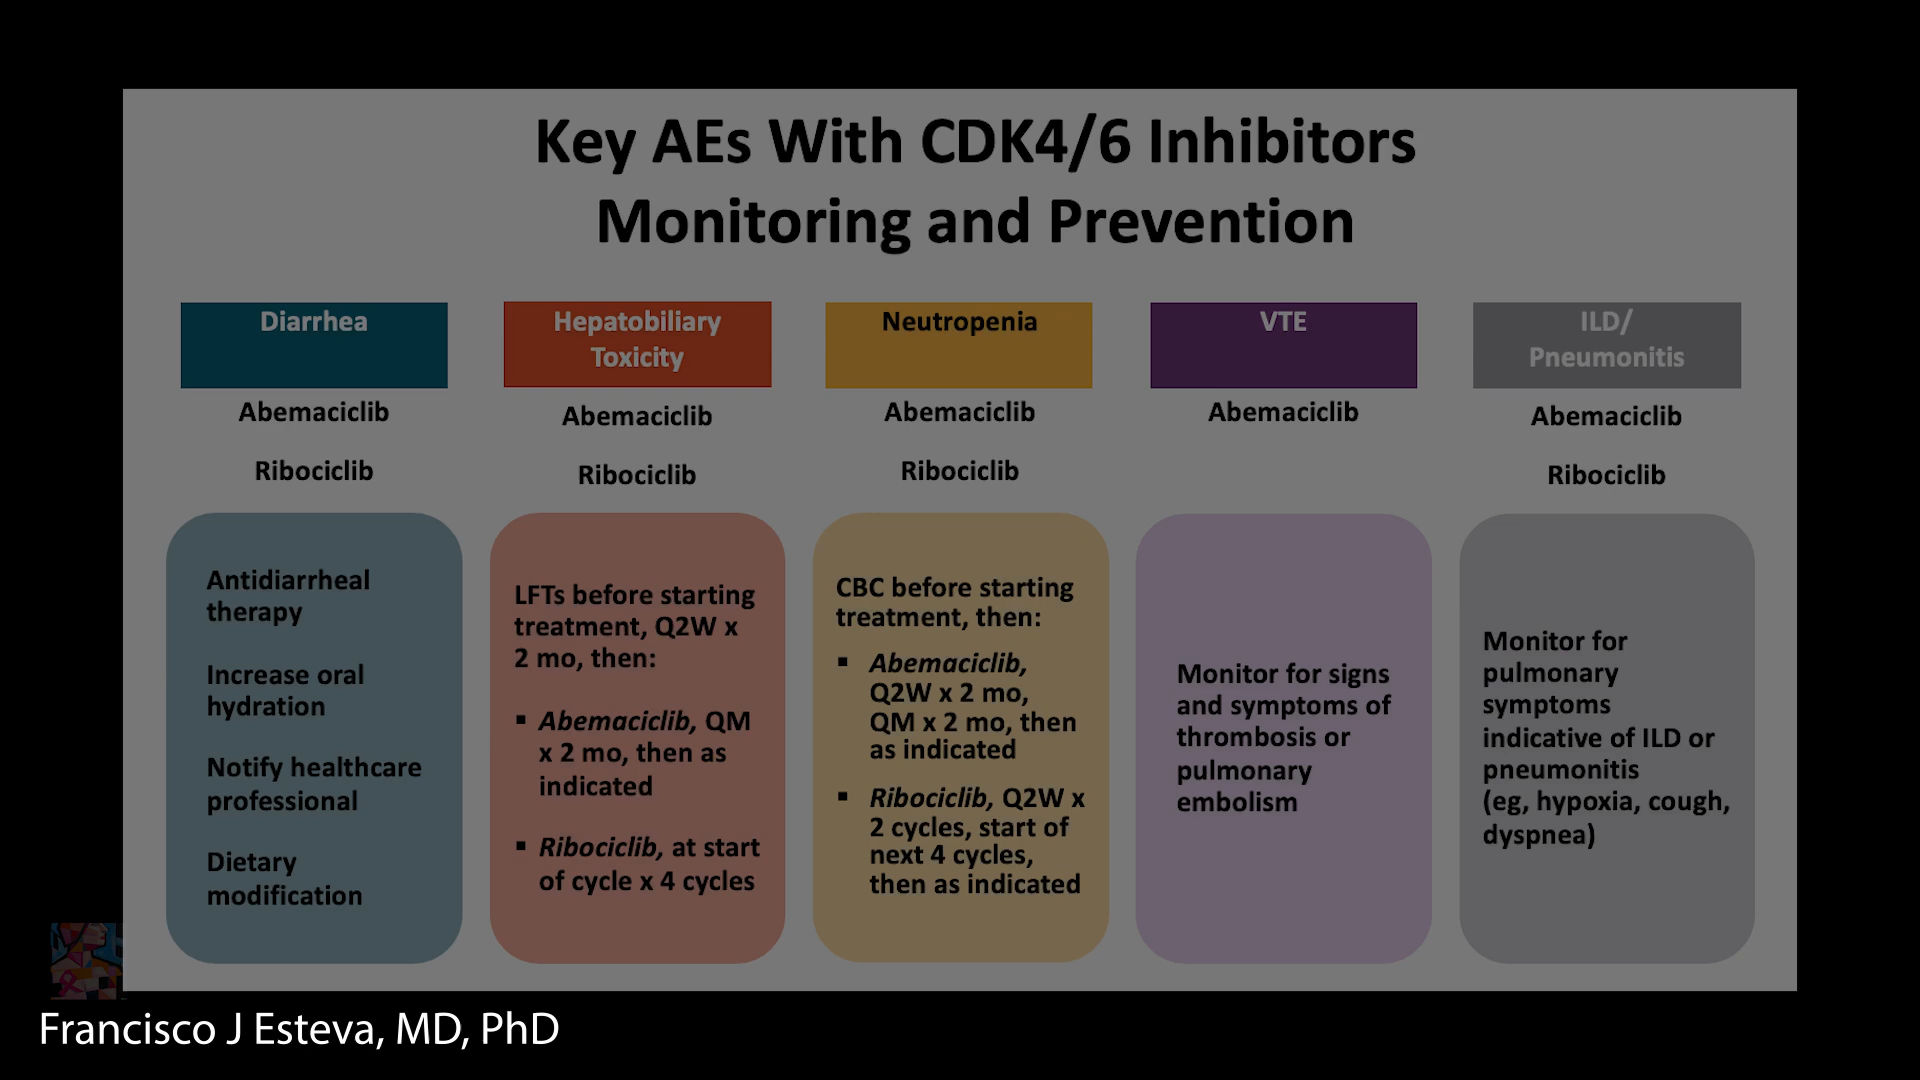 Key AEs With CDK4/6 Inhibitors
Monitoring and Prevention
Diarrhea
Abemaciclib
Ribociclib
Antidiarrheal
therapy
Increase oral
hydration
Notify healthcare
professional
Dietary
modification
Hepatobiliary
Toxicity
Abemaciclib
Ribociclib
LFTs before starting
treatment, Q2W x
2 mo, then:
▪ Abemaciclib, QM
x 2 mo, then as
indicated
▪ Ribociclib, at start
of cycle x 4 cycles
Neutropenia
Abemaciclib
Ribociclib
CBC before starting
treatment, then:
▪ Abemaciclib,
Q2W x 2 mo,
QM x 2 mo, then
as indicated
▪ Ribociclib, Q2W x
2 cycles, start of
next 4 cycles,
then as indicated
VTE
Abemaciclib
Monitor for signs
and symptoms of
thrombosis or
pulmonary
embolism
ILD/
Pneumonitis
Abemaciclib
Ribociclib
Monitor for
pulmonary
symptoms
indicative of ILD or
pneumonitis
(eg, hypoxia, cough,
dyspnea)
Francisco J Esteva, MD, PhD